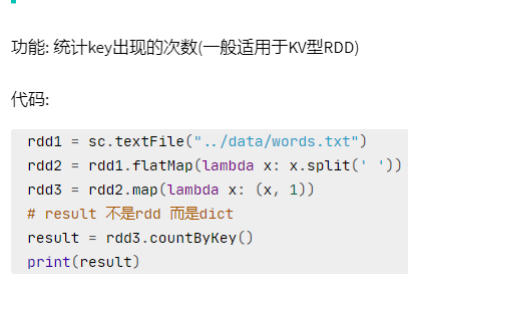 功能: 统计key出现的次数(一般适用于KV型RDD)
代码:
rdd1 = sc.textFile("../data/words.txt")
rdd2 = rdd1.flatMap(lambda x: x.split(' '))
rdd3 = rdd2.map(lambda x: (x, 1))
# result 不是rdd 而是dict
result = rdd3.countByKey()
print(result)